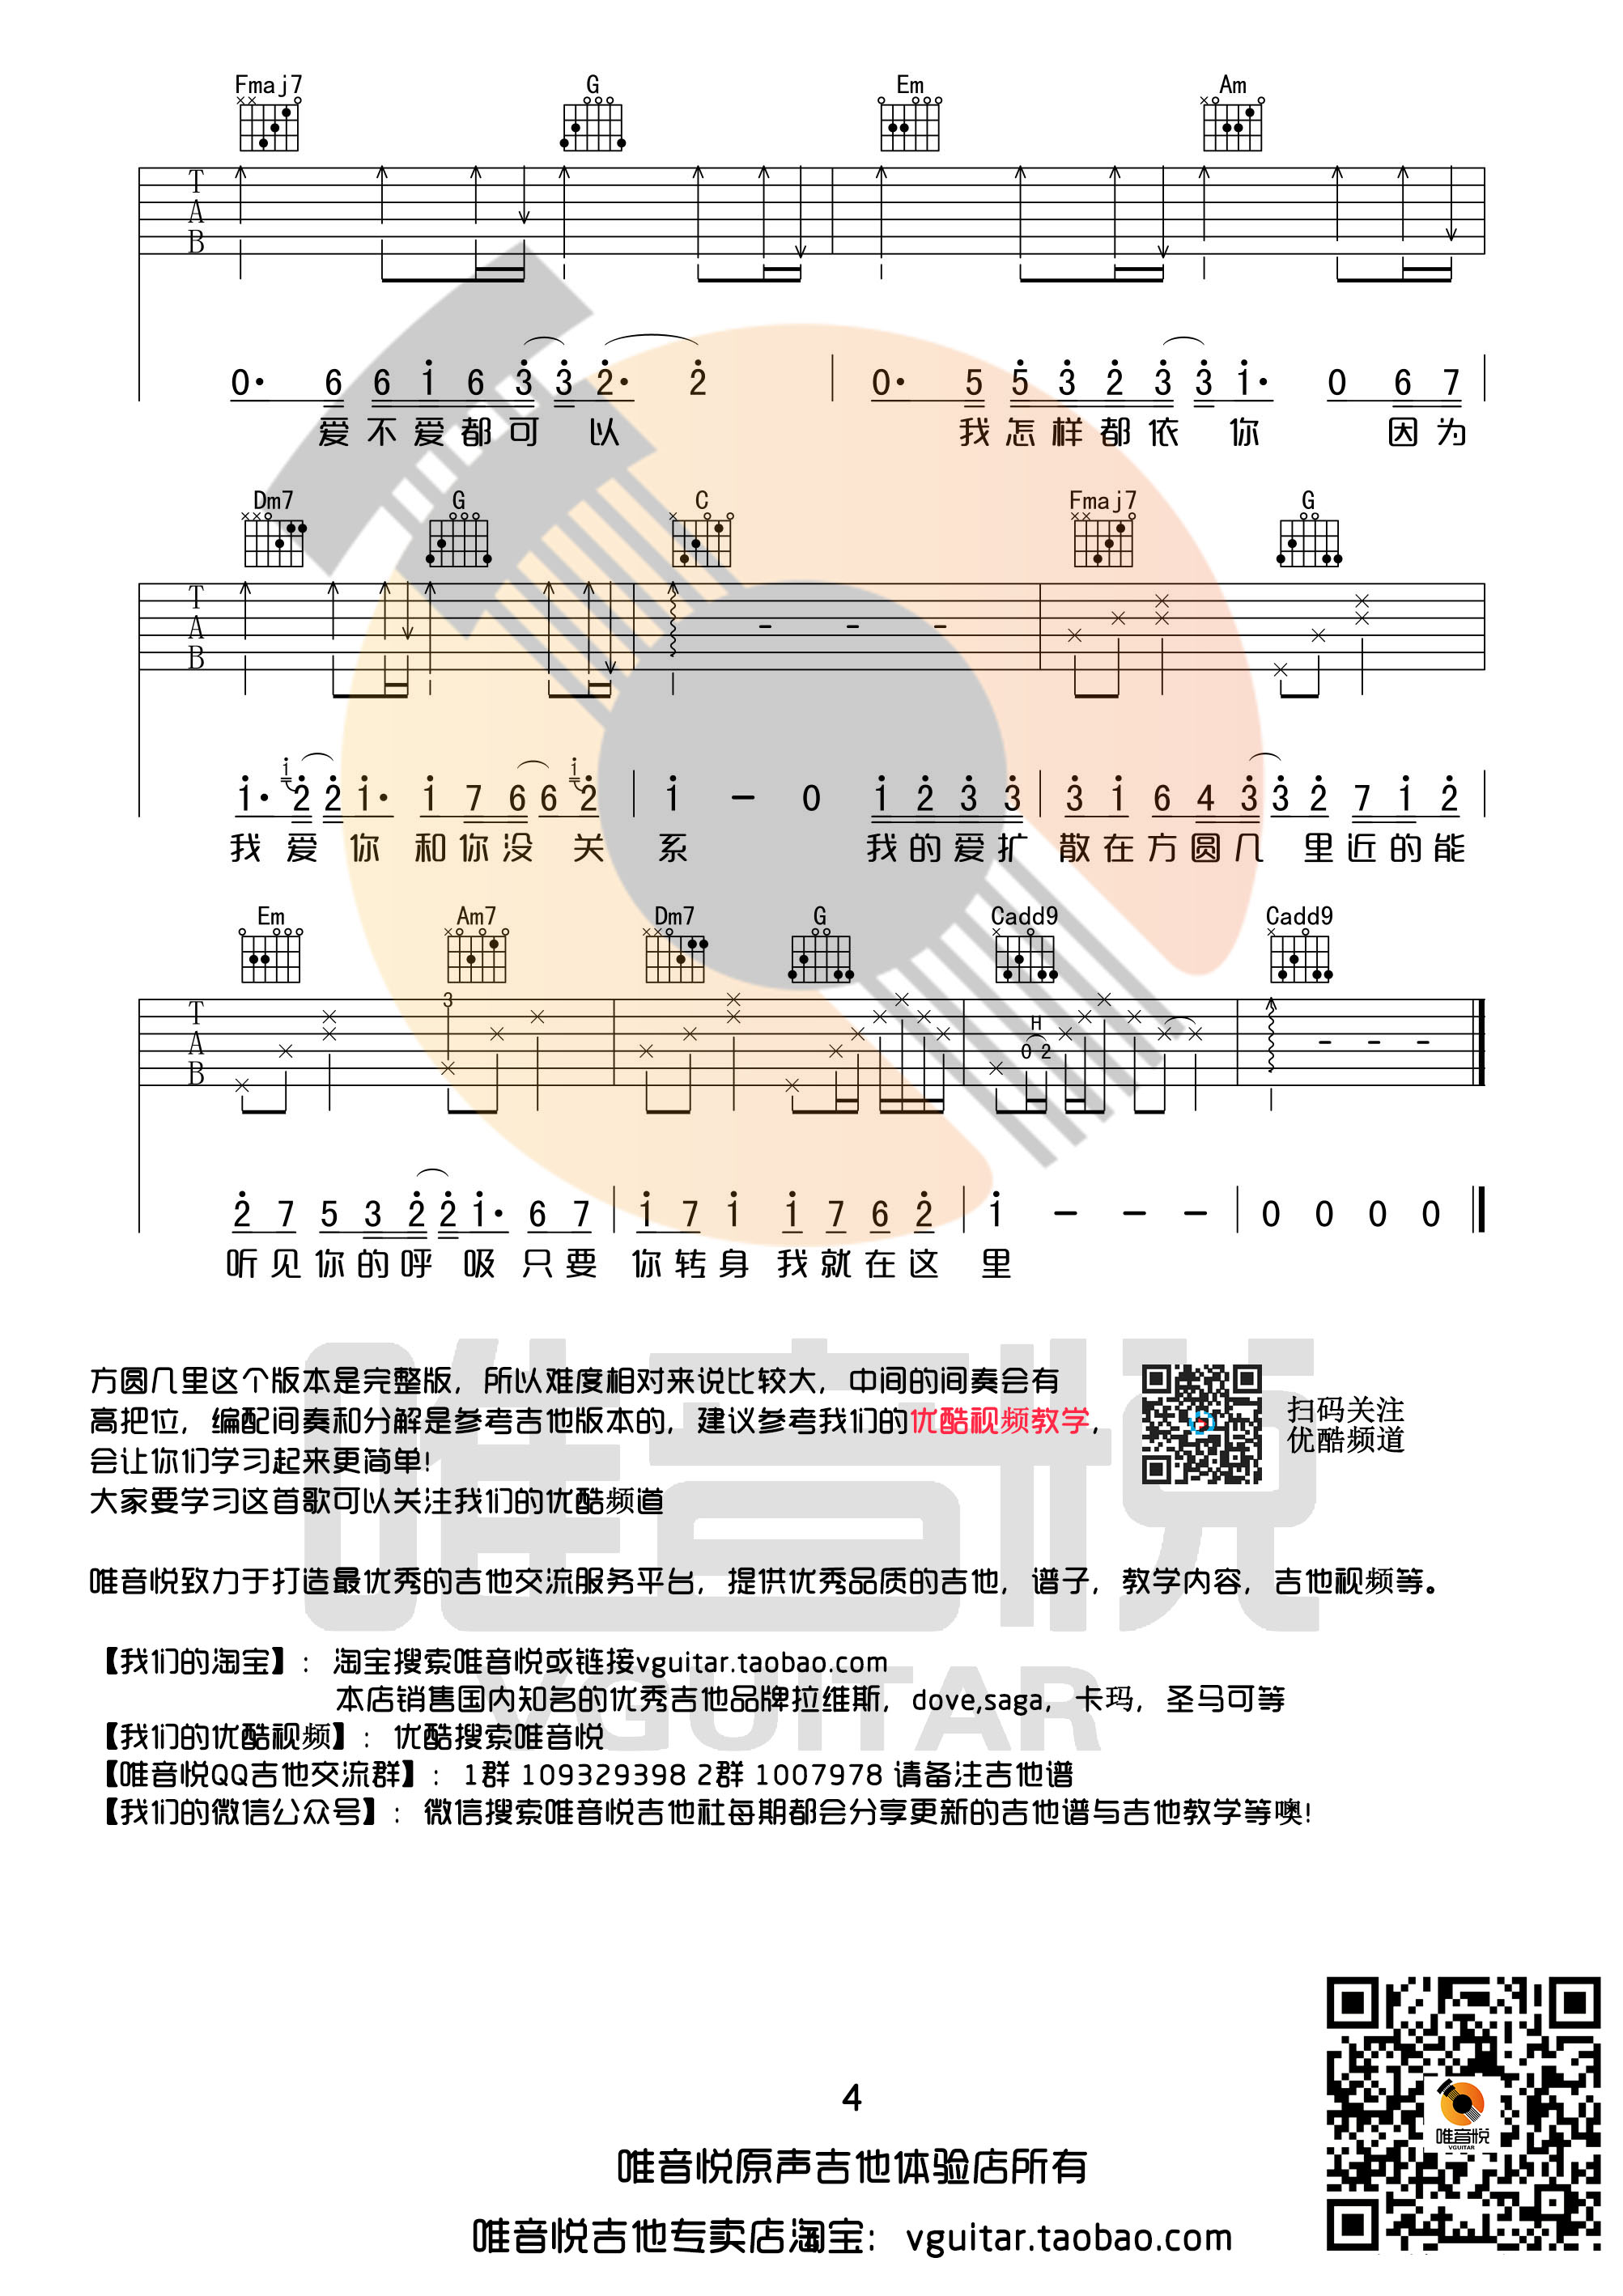 Fmaj7 G Em Am
T
A
B
H
0· 6 6 1 6 3 3 2· 2 0· 5 5 3 2 3 3 1· 0 6 7
爱不爱都可 以 我怎样都依 你 因为
Dm7 G C Fmaj7 G
T
A
B
1· 1 2 2 1· 1 7 6 6 1 2 1 — 0 1 2 3 3 3 1 6 4 3 3 2 7 1 2
我 爱 你 和你没 关 系 我的爱扩 散在方圆几 里近的能
Em Am7 Dm7 G Cadd9 Cadd9
3
T
A
B
H
0 2
2 7 5 3 2 2 1· 6 7 1 7 1 1 7 6 2 1 — — — 0 0 0 0
听见你的呼 吸只要 你转身 我就在这 里
方圆几里这个版本是完整版，所以难度相对来说比较大，中间的间奏会有
高把位，编配间奏和分解是参考吉他版本的，建议参考我们的优酷视频教学，
会让你们学习起来更简单！
大家要学习这首歌可以关注我们的优酷频道
扫码关注
优酷频道
唯音悦
唯音悦致力于打造最优秀的吉他交流服务平台，提供优秀品质的吉他，谱子，教学内容，吉他视频等。
VGUITAR
【我们的淘宝】：淘宝搜索唯音悦或链接vguitar.taobao.com
本店销售国内知名的优秀吉他品牌拉维斯，dove,saga，卡玛，圣马可等
【我们的优酷视频】：优酷搜索唯音悦
【唯音悦QQ吉他交流群】：1群 109329398 2群 1007978 请备注吉他谱
【我们的微信公众号】：微信搜索唯音悦吉他社每期都会分享更新的吉他谱与吉他教学等噢！
4
唯音悦原声吉他体验店所有
唯音悦吉他专卖店淘宝：vguitar.taobao.com
唯音悦
VGUITAR